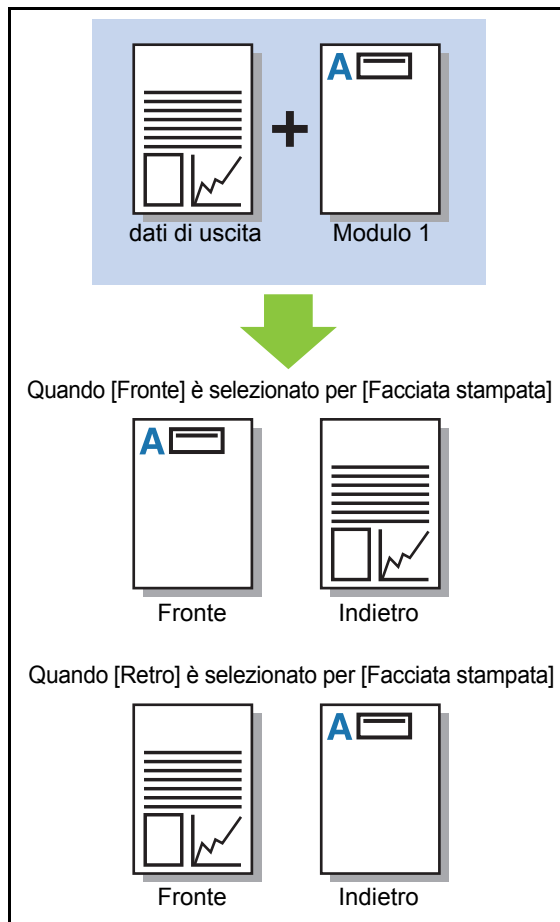 A
dati di uscita Modulo 1
Quando [Fronte] è selezionato per [Facciata stampata]
A
Fronte Indietro
Quando [Retro] è selezionato per [Facciata stampata]
A
Fronte Indietro